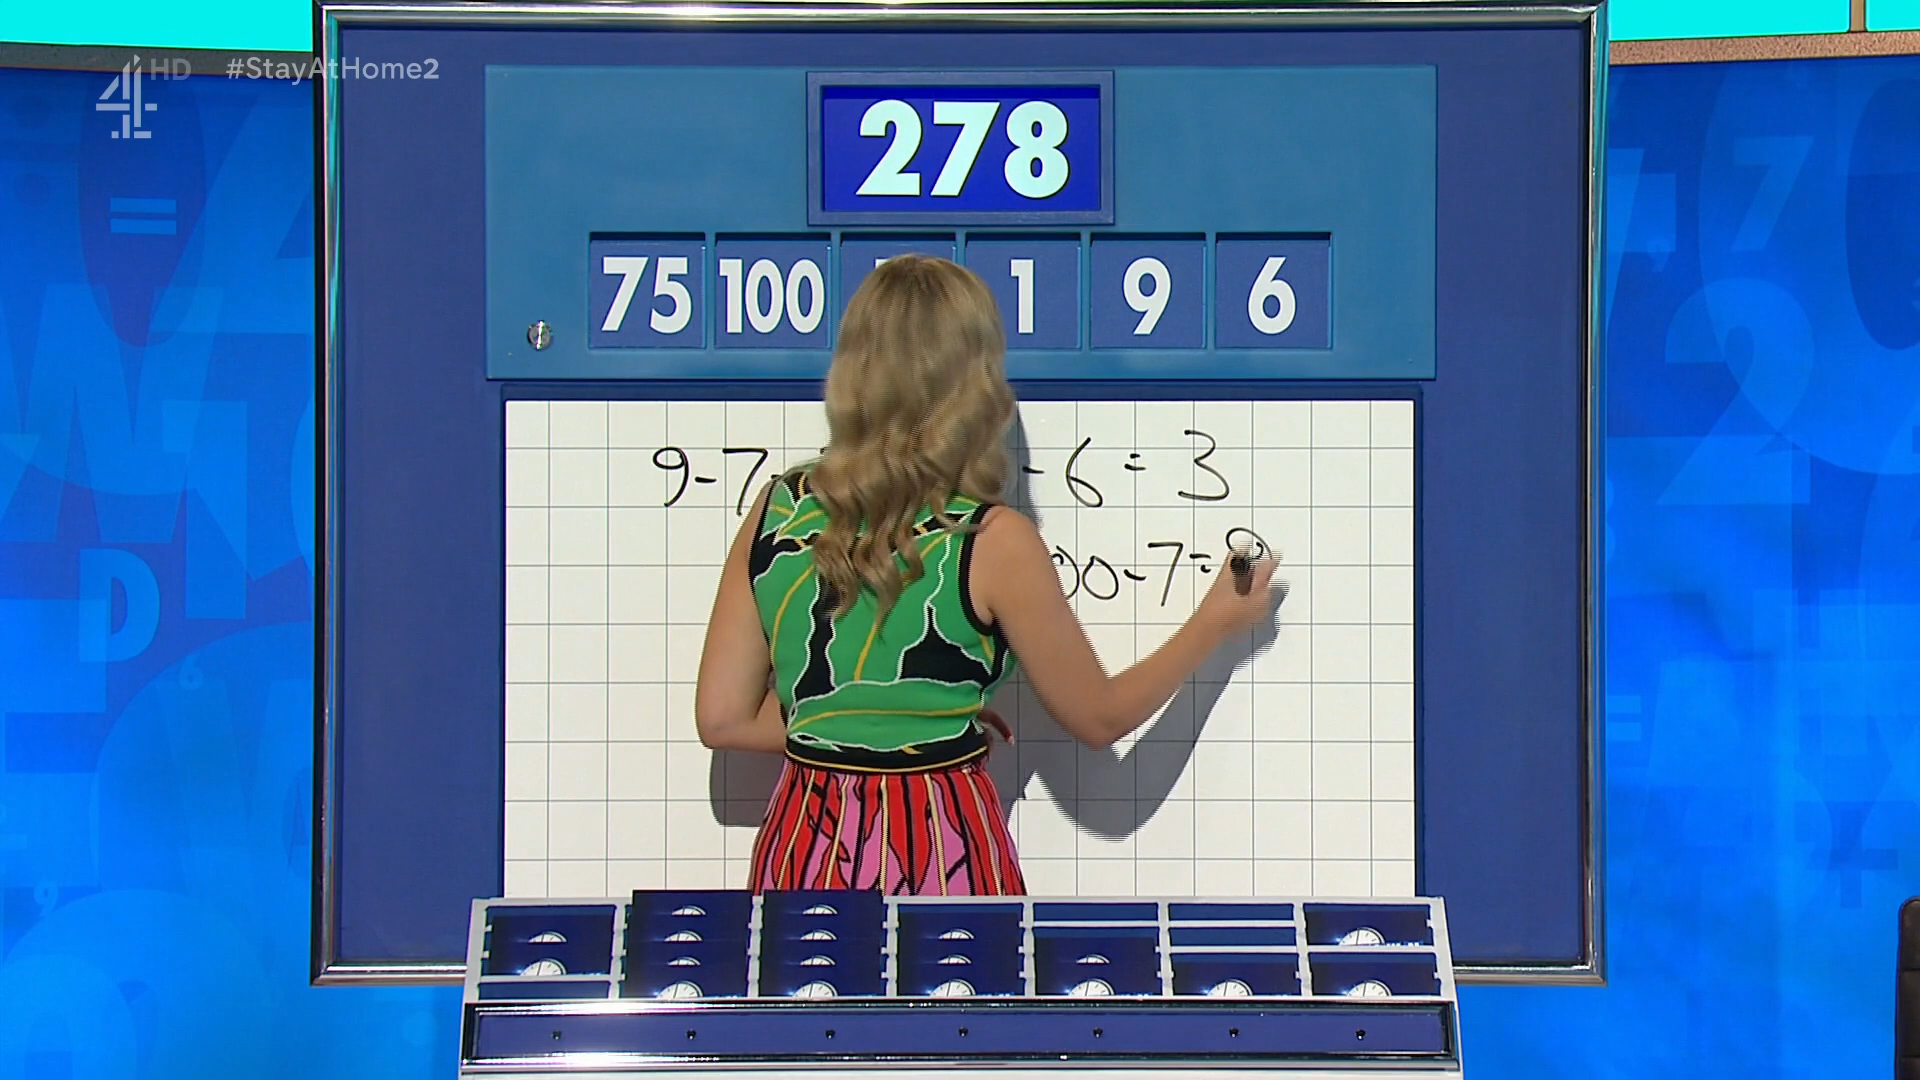 4 HD #StayAtHome2
278
75 100 1 9 6
9-7- - 6 = 3
00-7=